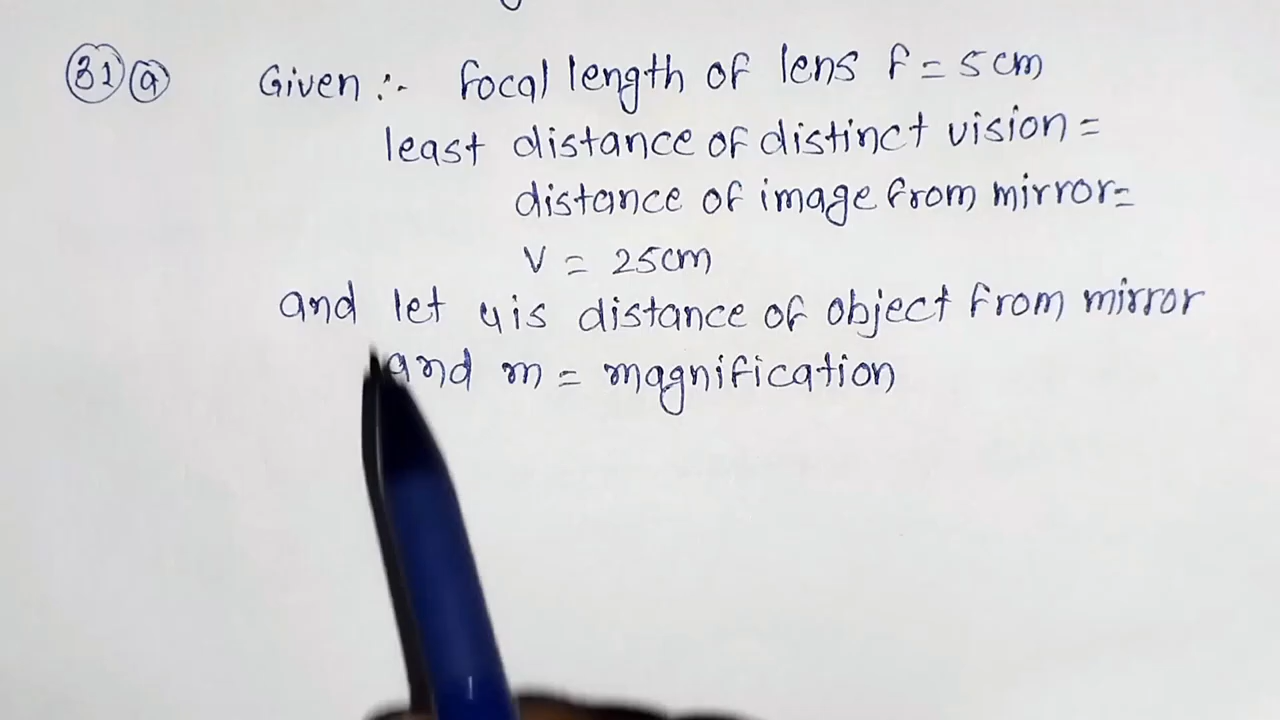 31 a Given :- focal length of lens f = 5cm
least distance of distinct vision =
distance of image from mirror=
v = 25cm
and let u is distance of object from mirror
and m = magnification